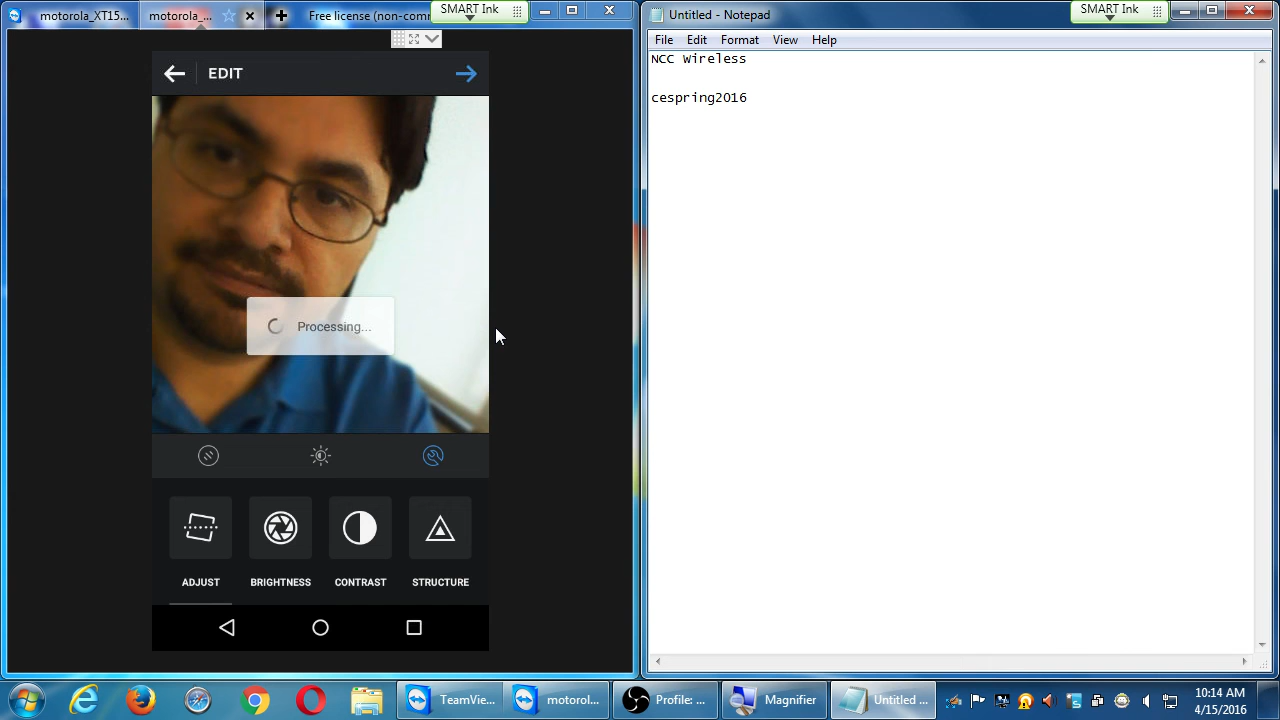 motorola_XT15...
motorola_...
Free license (non-comm
SMART Ink
Untitled - Notepad
SMART Ink
File Edit Format View Help
NCC Wireless
cespring2016
EDIT
Processing...
ADJUST
BRIGHTNESS
CONTRAST
STRUCTURE
TeamVie...
motorol...
Profile: ...
Magnifier
Untitled ...
10:14 AM
4/15/2016